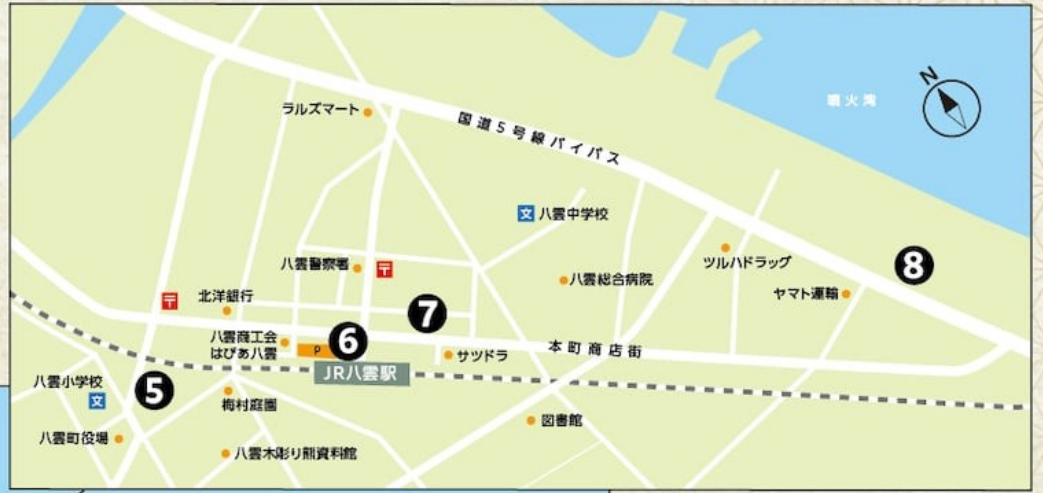 N
噴火湾
ラルズマート
国道5号線バイパス
文 八雲中学校
八雲警察署
〒
八雲総合病院
ツルハドラッグ
8
ヤマト運輸
〒
北洋銀行
7
八雲商工会
はぴあ八雲
P
6
サツドラ
本町商店街
JR八雲駅
八雲小学校
文
5
梅村庭園
図書館
八雲町役場
八雲木彫り熊資料館